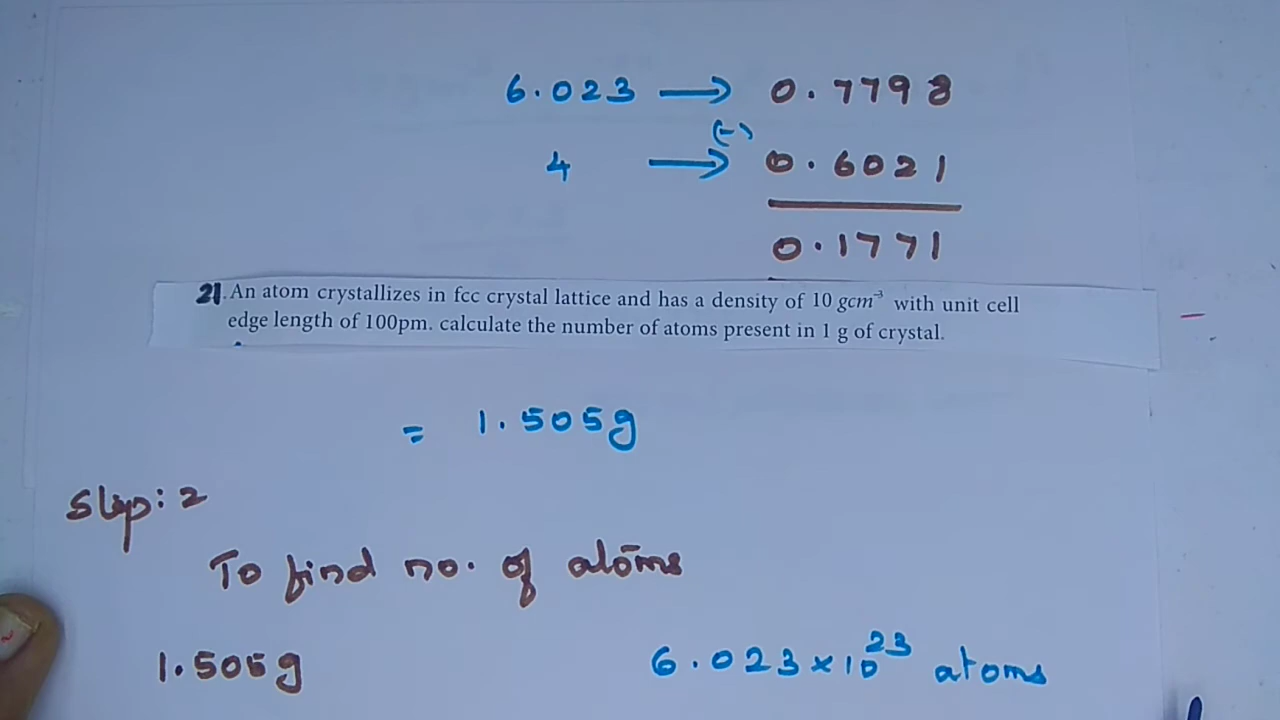 6.023 → 0.7798
(-)
4 → 0.6021
0.1771
21. An atom crystallizes in fcc crystal lattice and has a density of 10 gcm⁻³ with unit cell
edge length of 100pm. calculate the number of atoms present in 1 g of crystal.
= 1.505g
Step: 2
To find no. of atoms
1.505g 6.023 × 10²³ atoms